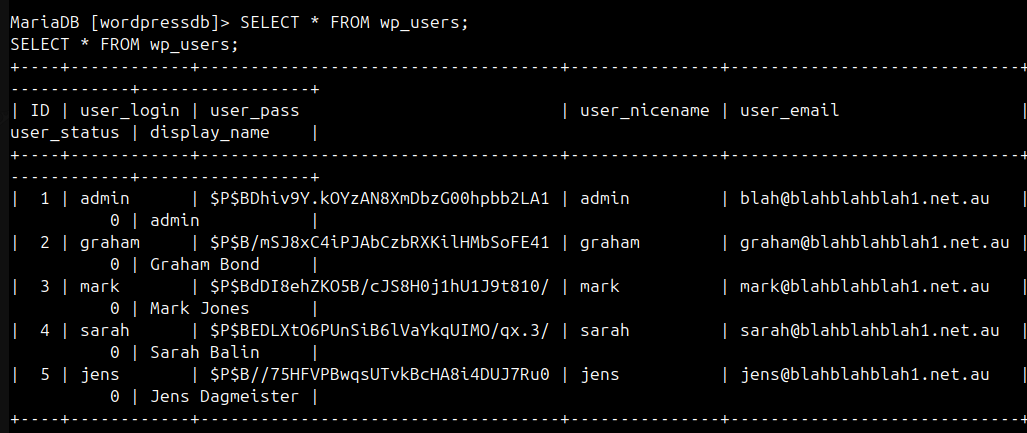 MariaDB [wordpressdb]> SELECT * FROM wp_users;
SELECT * FROM wp_users;
+----+------------+------------------------------------+---------------+-----------------------------+
------------+-----------------+
| ID | user_login | user_pass                          | user_nicename | user_email                  |
user_status | display_name    |
+----+------------+------------------------------------+---------------+-----------------------------+
------------+-----------------+
|  1 | admin      | $P$BDhiv9Y.kOYzAN8XmDbzG00hpbb2LA1 | admin         | blah@blahblahblah1.net.au   |
          0 | admin           |
|  2 | graham     | $P$B/mSJ8xC4iPJAbCzbRXKilHMbSoFE41 | graham        | graham@blahblahblah1.net.au |
          0 | Graham Bond     |
|  3 | mark       | $P$BdDI8ehZKO5B/cJS8H0j1hU1J9t810/ | mark          | mark@blahblahblah1.net.au   |
          0 | Mark Jones      |
|  4 | sarah      | $P$BEDLXtO6PUnSiB6lVaYkqUIMO/qx.3/ | sarah         | sarah@blahblahblah1.net.au  |
          0 | Sarah Balin     |
|  5 | jens       | $P$B//75HFVPBwqsUTvkBcHA8i4DUJ7Ru0 | jens          | jens@blahblahblah1.net.au   |
          0 | Jens Dagmeister |
+----+------------+------------------------------------+---------------+-----------------------------+